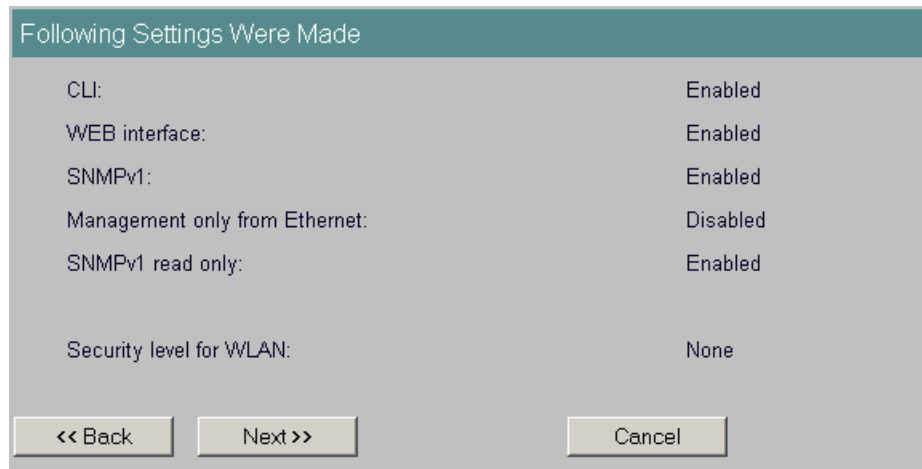 Following Settings Were Made
CLI: Enabled
WEB interface: Enabled
SNMPv1: Enabled
Management only from Ethernet: Disabled
SNMPv1 read only: Enabled
Security level for WLAN: None
<< Back Next >> Cancel